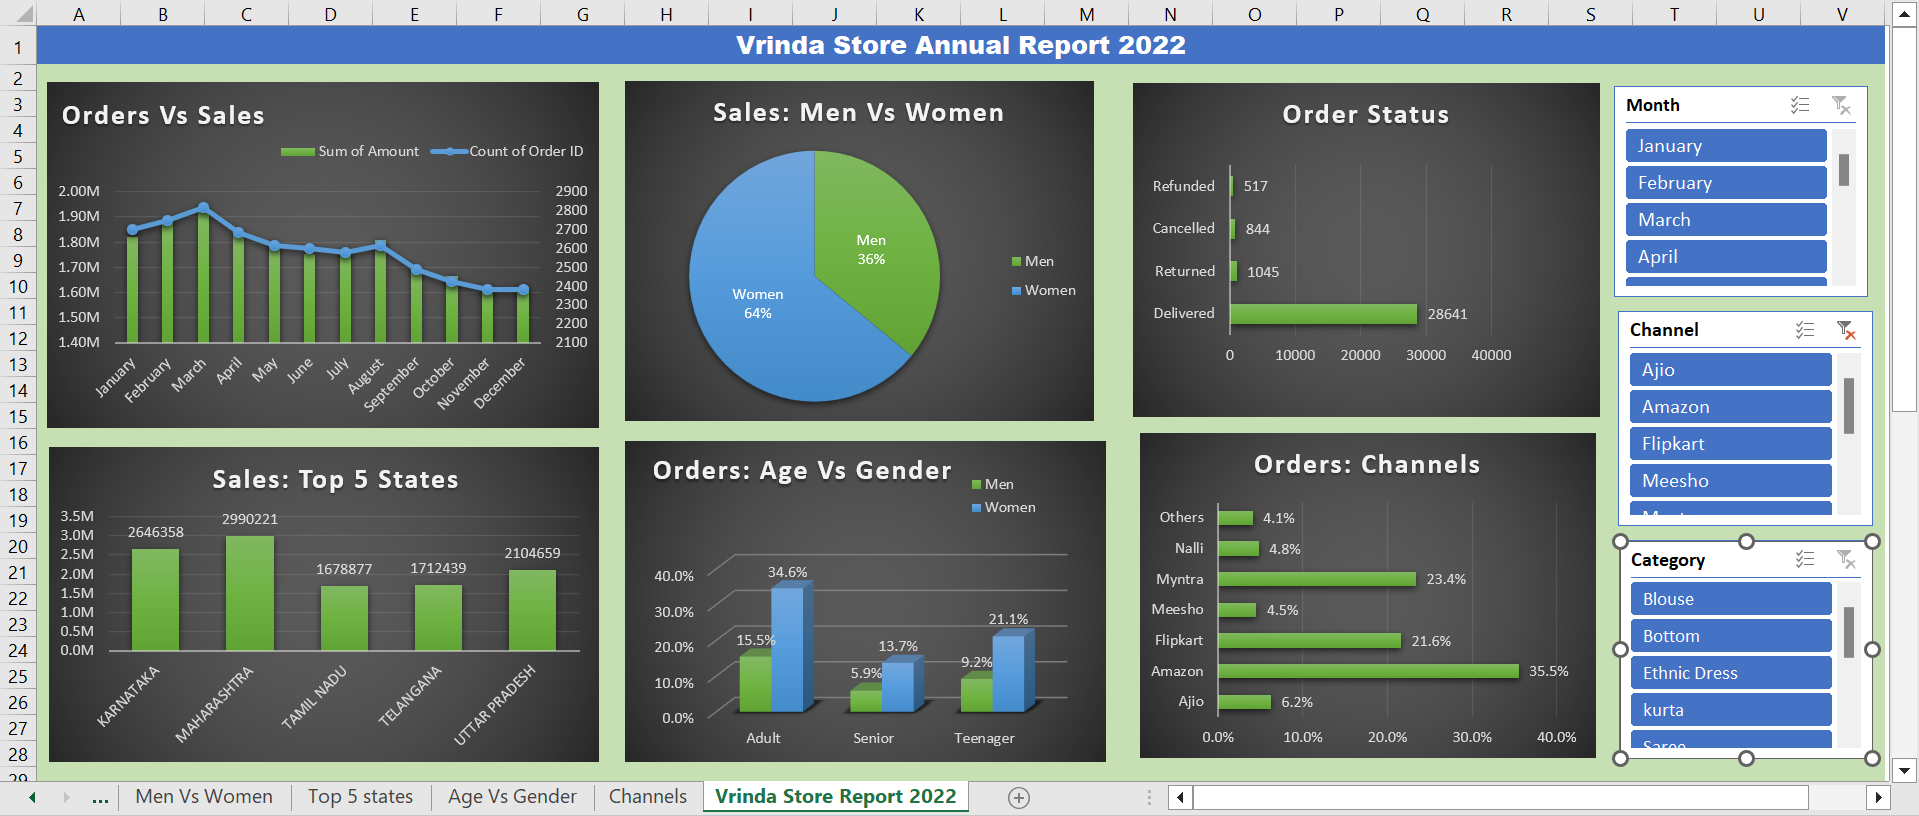 A B C D E F G H I J K L M N O P Q R S T U V
1 2 3 4 5 6 7 8 9 10 11 12 13 14 15 16 17 18 19 20 21 22 23 24 25 26 27 28 29
Vrinda Store Annual Report 2022
Orders Vs Sales
Sum of Amount Count of Order ID
2.00M 2900
1.90M 2800
1.80M 2700
1.70M 2600
1.60M 2500
1.50M 2400
1.40M 2300
2200
2100
January February March April May June July August September October November December
Sales: Men Vs Women
Men
36%
Women
64%
Men
Women
Order Status
Refunded 517
Cancelled 844
Returned 1045
Delivered 28641
0 10000 20000 30000 40000
Month
January
February
March
April
Channel
Ajio
Amazon
Flipkart
Meesho
Category
Blouse
Bottom
Ethnic Dress
kurta
Saree
Sales: Top 5 States
3.5M
3.0M
2.5M
2.0M
1.5M
1.0M
0.5M
0.0M
2646358 2990221 1678877 1712439 2104659
KARNATAKA MAHARASHTRA TAMIL NADU TELANGANA UTTAR PRADESH
Orders: Age Vs Gender
Men
Women
40.0%
30.0%
20.0%
10.0%
0.0%
15.5% 34.6% 5.9% 13.7% 9.2% 21.1%
Adult Senior Teenager
Orders: Channels
Others 4.1%
Nalli 4.8%
Myntra 23.4%
Meesho 4.5%
Flipkart 21.6%
Amazon 35.5%
Ajio 6.2%
0.0% 10.0% 20.0% 30.0% 40.0%
... Men Vs Women Top 5 states Age Vs Gender Channels Vrinda Store Report 2022